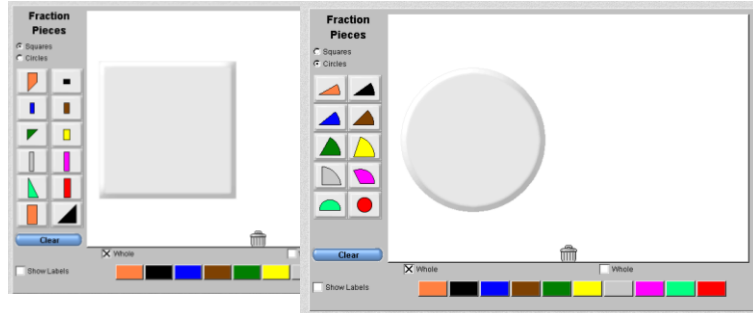 Fraction
Pieces
Squares
Circles
Clear
Whole
Show Labels
Fraction
Pieces
Squares
Circles
Clear
Whole
Whole
Show Labels